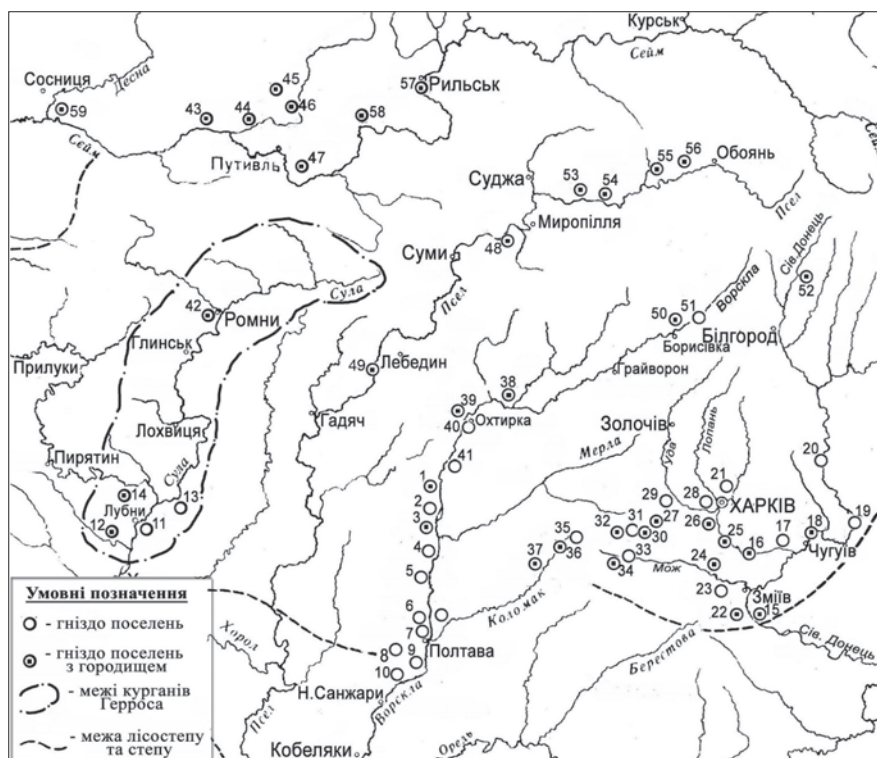 Курськ
Сейм
Сосниця
Десна
45
57
Рильськ
59
43
44
46
58
Сейм
Путивль
47
55
56
Обоянь
Суджа
53
54
Псел
Миропілля
48
Суми
Сів.Донець
52
Сула
Псел
Ворскла
42
Ромни
50
51
Білгород
Борисівка
Глинськ
Прилуки
49
Лебедин
Грайворон
38
39
Гадяч
40
Охтирка
Золочів
Лохвиця
Мерла
Уда
Лопань
Пирятин
Сула
41
20
1
21
14
2
29
28
ХАРКІВ
19
Лубни
13
12
11
3
35
32
31
27
26
30
25
17
18
Чугуїв
4
36
33
16
37
34
Мож
24
5
23
Зміїв
Умовні позначення
- гніздо поселень
- гніздо поселень
з городищем
- межі курганів
Герроса
- межа лісостепу
та степу
6
Коломак
22
15
7
Хорол
Полтава
Берестова
Сів. Донець
8
9
10
Н.Санжари
Псел
Ворскла
Кобеляки
Орель